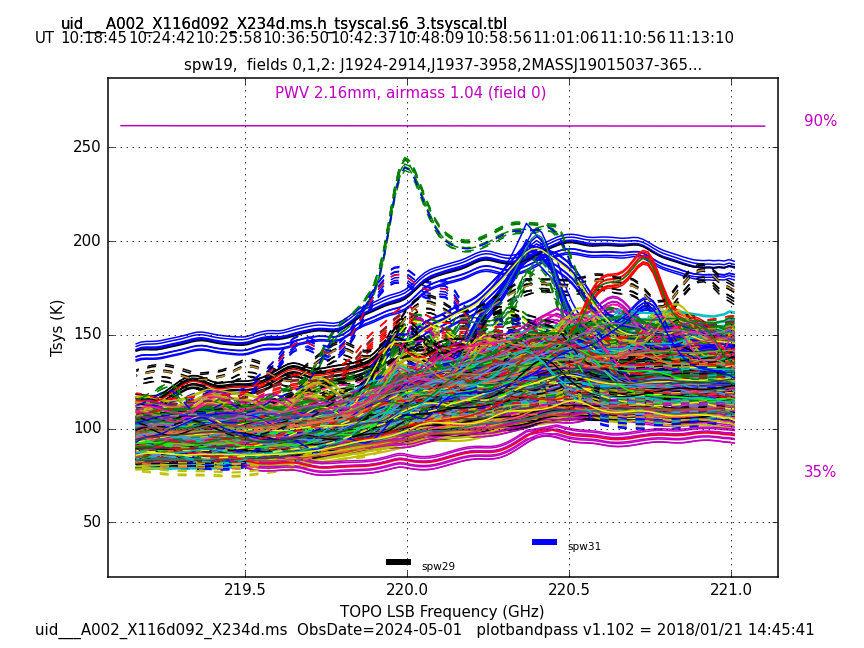 uid___A002_X116d092_X234d.ms.h_tsyscal.s6_3.tsyscal.tbl
UT 10:18:45 10:24:42 10:25:58 10:36:50 10:42:37 10:48:09 10:58:56 11:01:06 11:10:56 11:13:10
spw19, fields 0,1,2: J1924-2914,J1937-3958,2MASSJ19015037-365...
PWV 2.16mm, airmass 1.04 (field 0)
90%
250
200
150
100
50
Tsys (K)
35%
spw31
spw29
219.5 220.0 220.5 221.0
TOPO LSB Frequency (GHz)
uid___A002_X116d092_X234d.ms ObsDate=2024-05-01 plotbandpass v1.102 = 2018/01/21 14:45:41